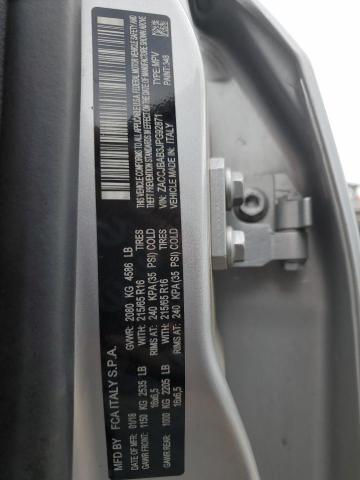 MFD BY FCA ITALY S.P.A.
DATE OF MFR: 01/18 GVWR: 2080 KG 4586 LB
GAWR FRONT: WITH: 215/65 R16 TIRES
1150 KG 2535 LB RIMS AT: 240 KPA(35 PSI) COLD
16x6,5
GAWR REAR: WITH: 215/65 R16 TIRES
1000 KG 2205 LB RIMS AT: 240 KPA(35 PSI) COLD
16x6,5
THIS VEHICLE CONFORMS TO ALL APPLICABLE U.S.A. FEDERAL MOTOR VEHICLE SAFETY AND
BUMPER STANDARDS IN EFFECT ON THE DATE OF MANUFACTURE SHOWN ABOVE
VIN: ZACCJBAB3JPG92871 TYPE:MPV
VEHICLE MADE IN: ITALY PAINT: 348